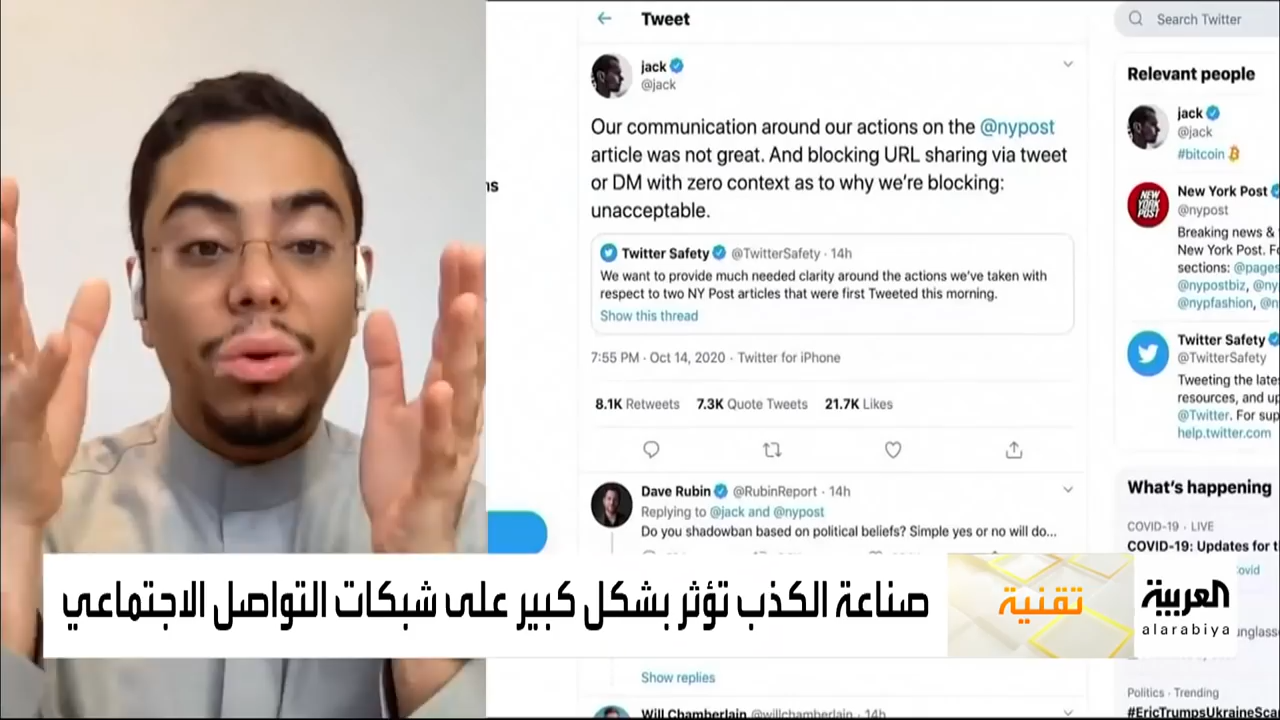 Tweet
Search Twitter
jack
@jack
Our communication around our actions on the @nypost
article was not great. And blocking URL sharing via tweet
or DM with zero context as to why we're blocking:
unacceptable.
Twitter Safety @TwitterSafety · 14h
We want to provide much needed clarity around the actions we've taken with
respect to two NY Post articles that were first Tweeted this morning.
Show this thread
7:55 PM · Oct 14, 2020 · Twitter for iPhone
8.1K Retweets 7.3K Quote Tweets 21.7K Likes
Dave Rubin @RubinReport · 14h
Replying to @jack and @nypost
Do you shadowban based on political beliefs? Simple yes or no will do...
Show replies
Will Chamberlain @willchamberlain · 14h
Relevant people
jack
@jack
#bitcoin
NEW
YORK
POST
New York Post
@nypost
Breaking news &
New York Post. Fo
sections: @pages
@nypostbiz, @ny
@nypfashion, @n
Twitter Safety
@TwitterSafety
Tweeting the lates
resources, and up
@Twitter. For sup
help.twitter.com
What's happening
COVID-19 · LIVE
COVID-19: Updates for t
Politics · Trending
#EricTrumpsUkraineSca
صناعة الكذب تؤثر بشكل كبير على شبكات التواصل الاجتماعي
تقنية
العربية
alarabiya